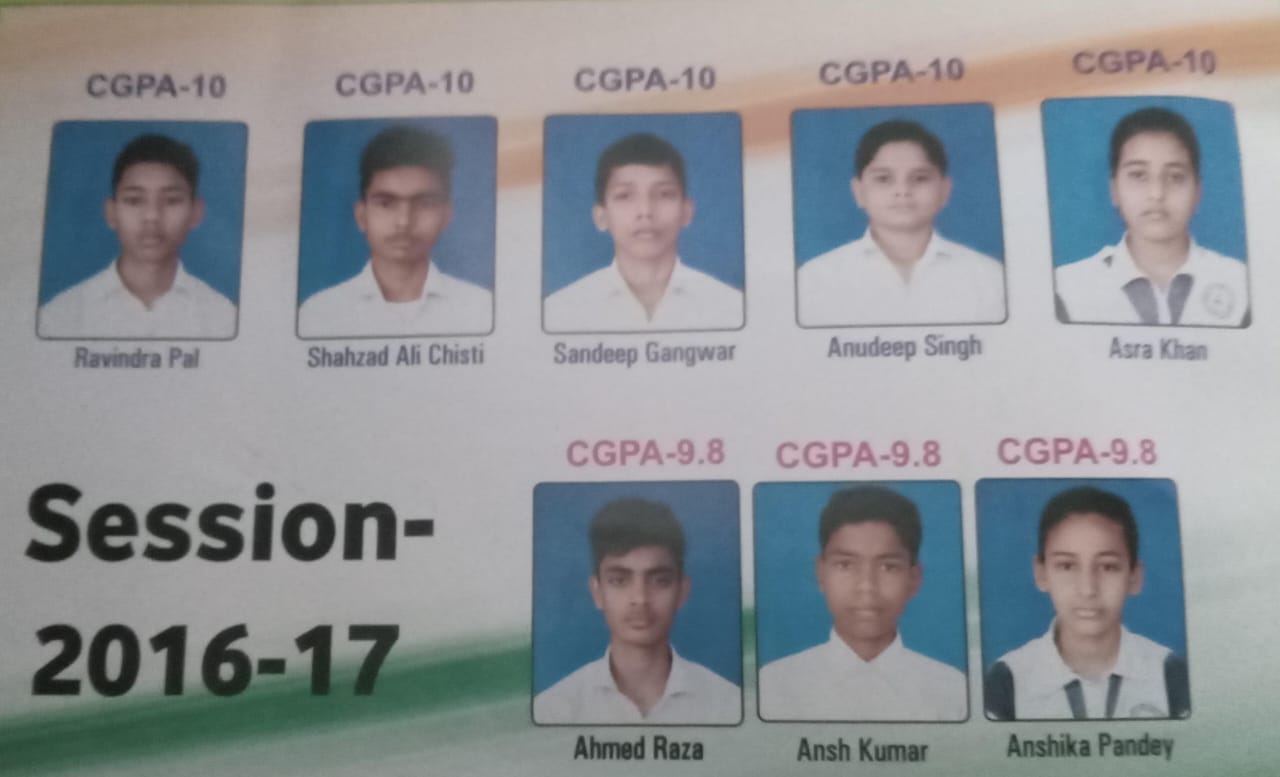 CGPA-10 CGPA-10 CGPA-10 CGPA-10 CGPA-10
Ravindra Pal Shahzad Ali Chisti Sandeep Gangwar Anudeep Singh Asra Khan
CGPA-9.8 CGPA-9.8 CGPA-9.8
Session-
2016-17
Ahmed Raza Ansh Kumar Anshika Pandey